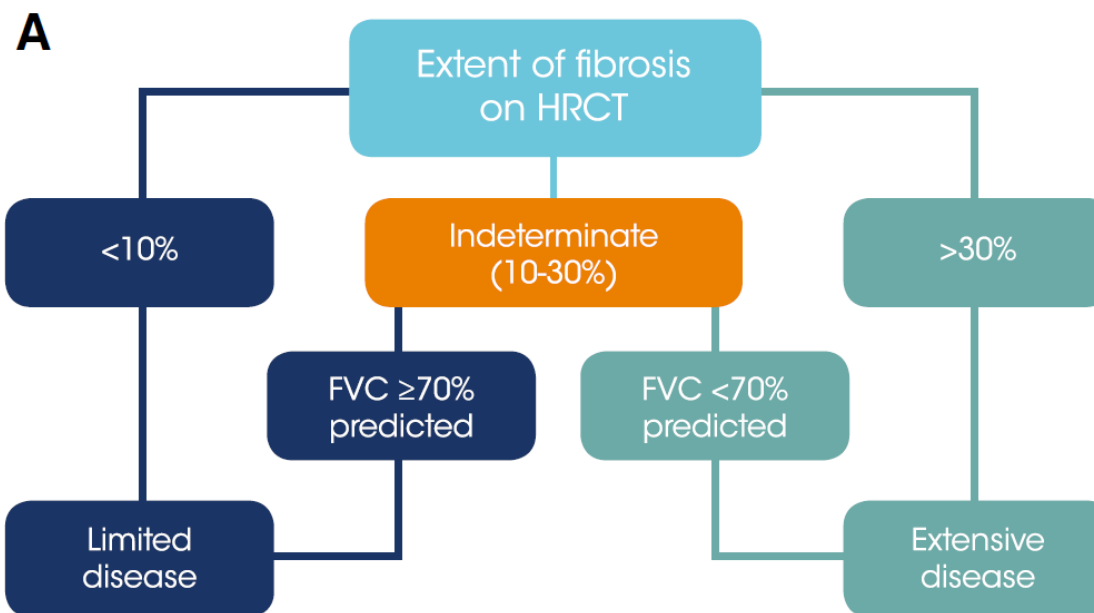 A
Extent of fibrosis
on HRCT
<10%
Indeterminate
(10-30%)
>30%
FVC ≥70%
predicted
FVC <70%
predicted
Limited
disease
Extensive
disease